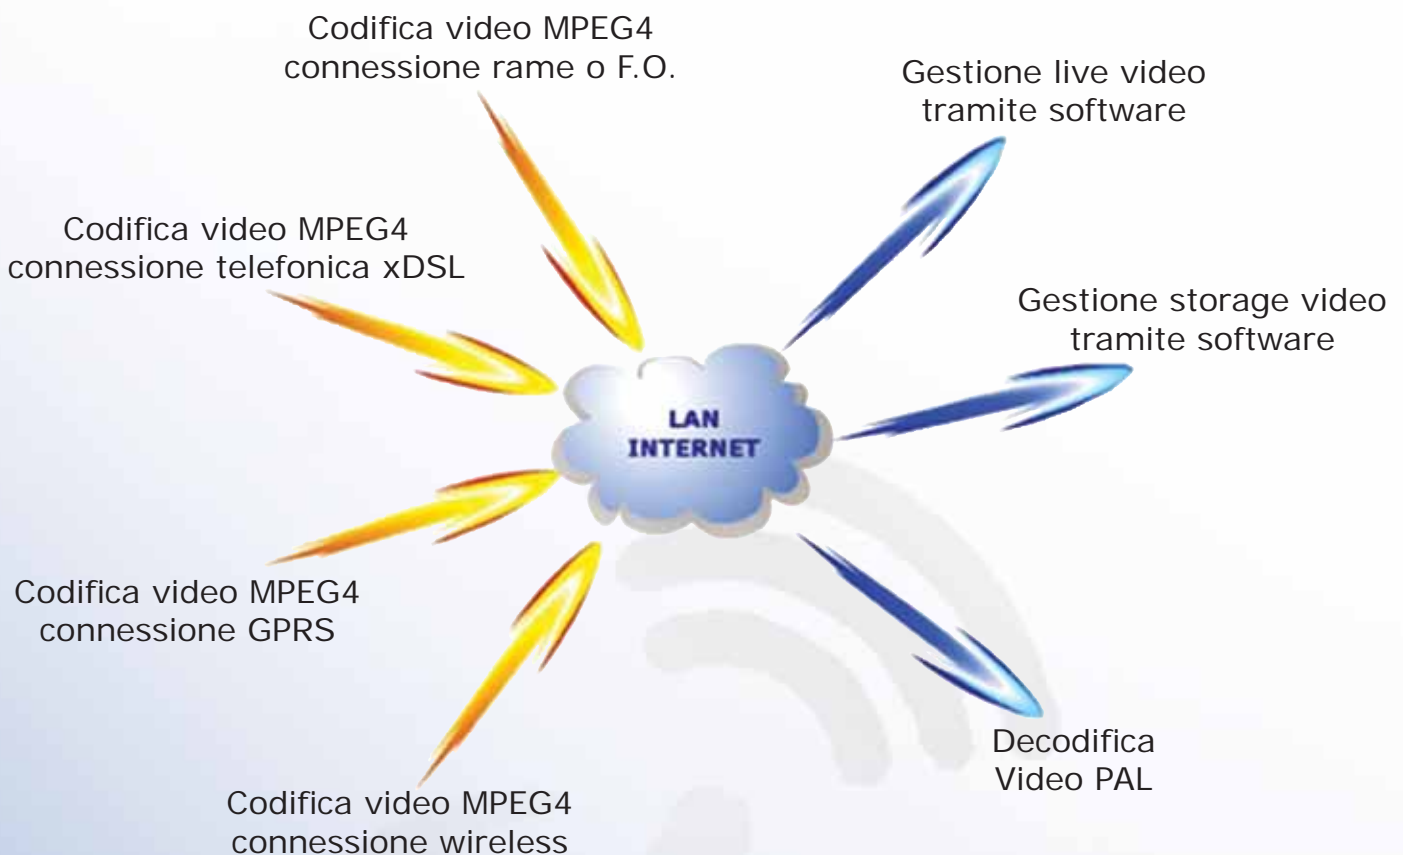 Codifica video MPEG4
connessione rame o F.O.
Gestione live video
tramite software
Codifica video MPEG4
connessione telefonica xDSL
Gestione storage video
tramite software
LAN
INTERNET
Codifica video MPEG4
connessione GPRS
Decodifica
Video PAL
Codifica video MPEG4
connessione wireless